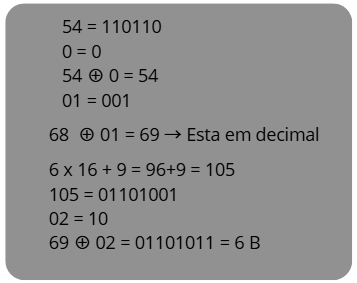 54 = 110110
0 = 0
54 ⊕ 0 = 54
01 = 001
68 ⊕ 01 = 69 → Esta em decimal
6 x 16 + 9 = 96+9 = 105
105 = 01101001
02 = 10
69 ⊕ 02 = 01101011 = 6 B